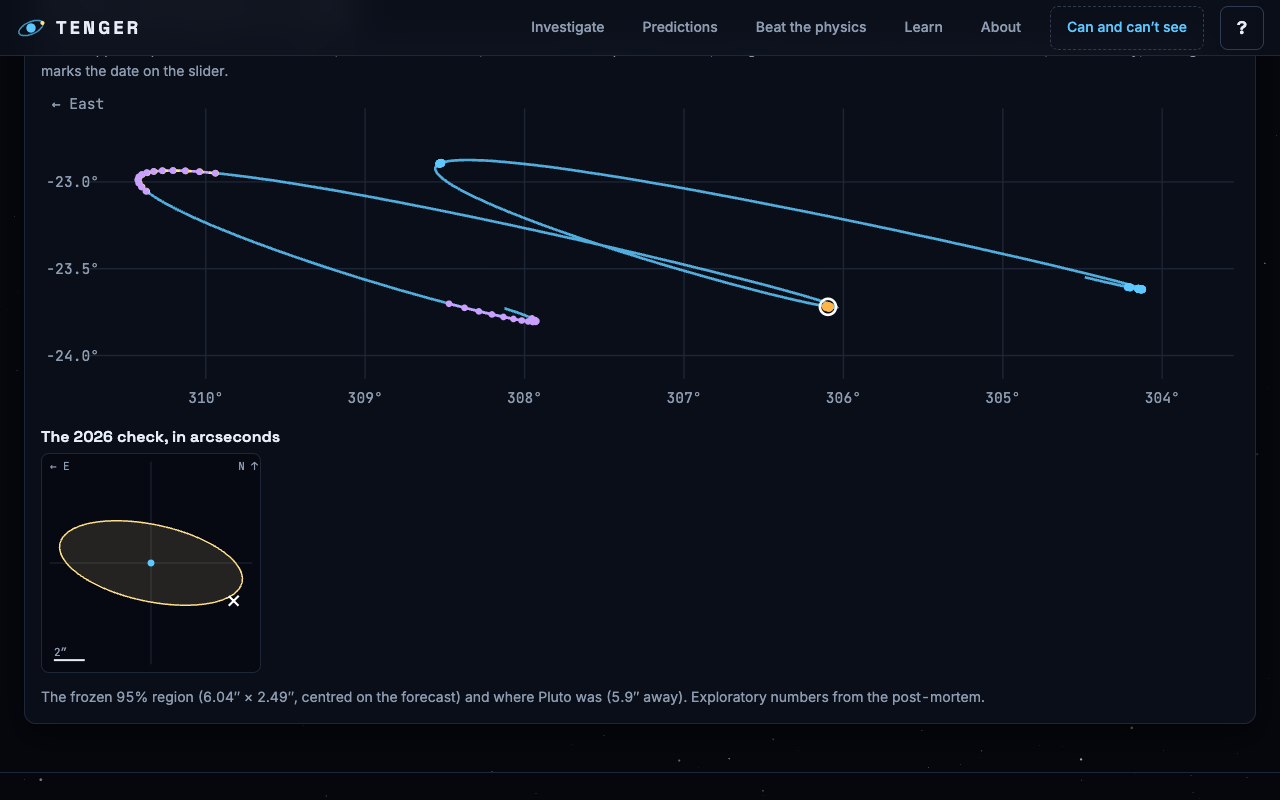 TENGER
Investigate
Predictions
Beat the physics
Learn
About
Can and can’t see
?
marks the date on the slider.
← East
-23.0°
-23.5°
-24.0°
310°
309°
308°
307°
306°
305°
304°
The 2026 check, in arcseconds
← E
N ↑
2″
The frozen 95% region (6.04″ × 2.49″, centred on the forecast) and where Pluto was (5.9″ away). Exploratory numbers from the post-mortem.